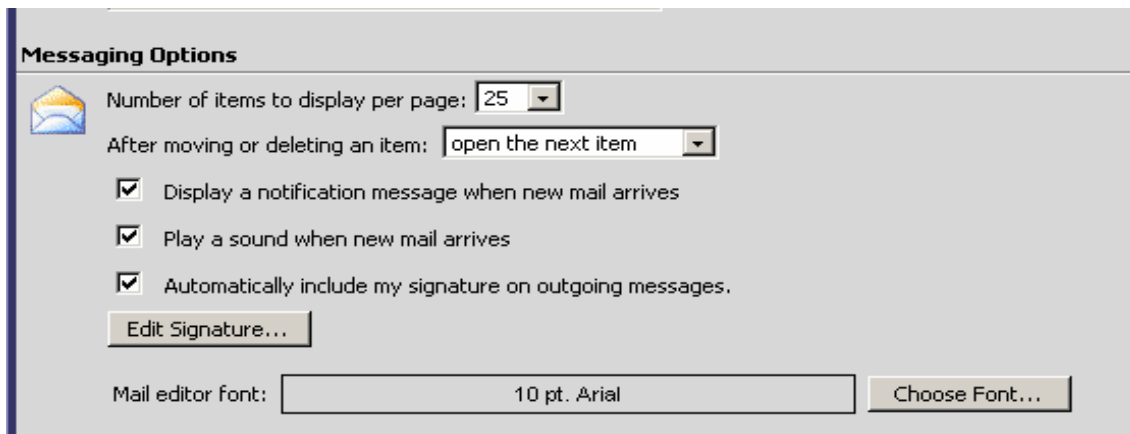 Messaging Options
Number of items to display per page: 25
After moving or deleting an item: open the next item
Display a notification message when new mail arrives
Play a sound when new mail arrives
Automatically include my signature on outgoing messages.
Edit Signature...
Mail editor font: 10 pt. Arial Choose Font...